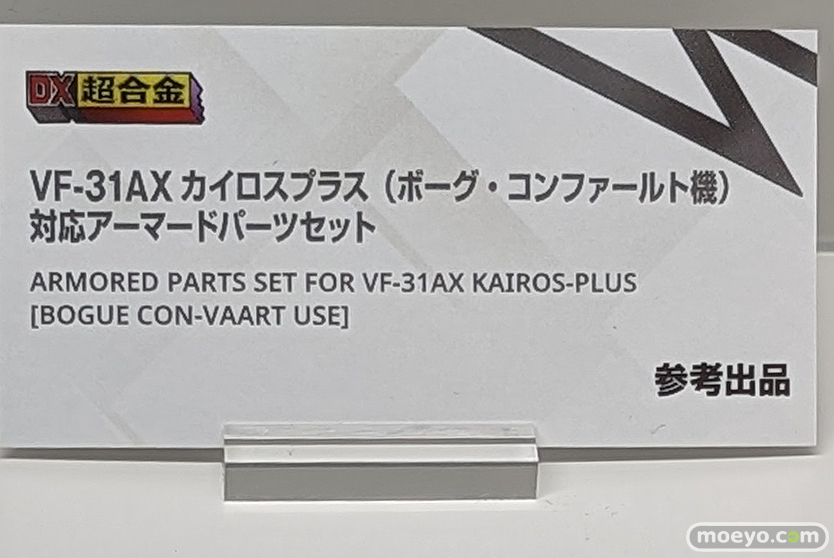 DX超合金
VF-31AX カイロスプラス（ボーグ・コンファールト機）
対応アーマードパーツセット
ARMORED PARTS SET FOR VF-31AX KAIROS-PLUS
[BOGUE CON-VAART USE]
参考出品
moeyo.com